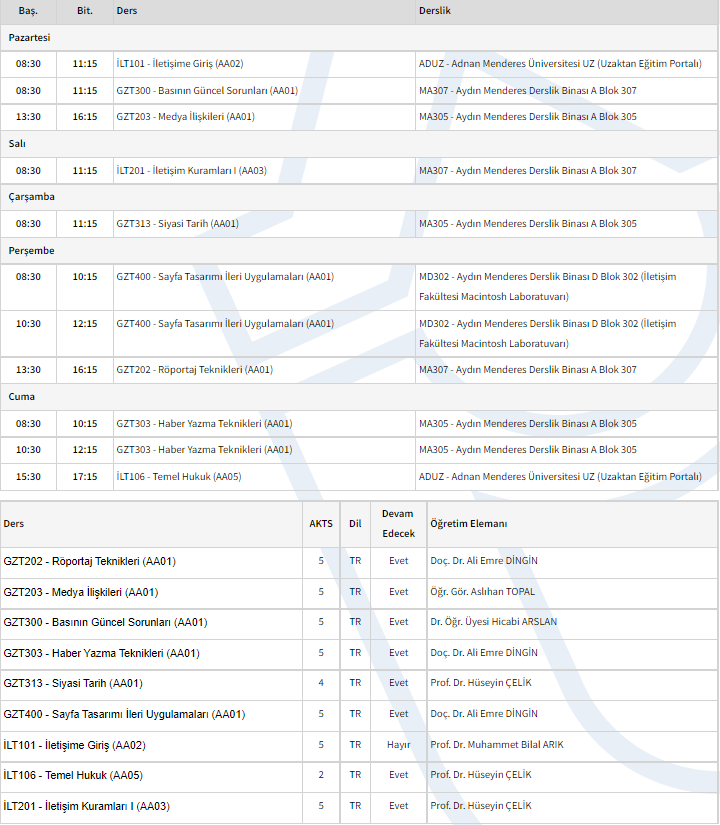 Baş. Bit. Ders Derslik
Pazartesi
08:30 11:15 İLT101 - İletişime Giriş (AA02) ADUZ - Adnan Menderes Üniversitesi UZ (Uzaktan Eğitim Portalı)
08:30 11:15 GZT300 - Basının Güncel Sorunları (AA01) MA307 - Aydın Menderes Derslik Binası A Blok 307
13:30 16:15 GZT203 - Medya İlişkileri (AA01) MA305 - Aydın Menderes Derslik Binası A Blok 305
Salı
08:30 11:15 İLT201 - İletişim Kuramları I (AA03) MA307 - Aydın Menderes Derslik Binası A Blok 307
Çarşamba
08:30 11:15 GZT313 - Siyasi Tarih (AA01) MA305 - Aydın Menderes Derslik Binası A Blok 305
Perşembe
08:30 10:15 GZT400 - Sayfa Tasarımı İleri Uygulamaları (AA01) MD302 - Aydın Menderes Derslik Binası D Blok 302 (İletişim
Fakültesi Macintosh Laboratuvarı)
10:30 12:15 GZT400 - Sayfa Tasarımı İleri Uygulamaları (AA01) MD302 - Aydın Menderes Derslik Binası D Blok 302 (İletişim
Fakültesi Macintosh Laboratuvarı)
13:30 16:15 GZT202 - Röportaj Teknikleri (AA01) MA307 - Aydın Menderes Derslik Binası A Blok 307
Cuma
08:30 10:15 GZT303 - Haber Yazma Teknikleri (AA01) MA305 - Aydın Menderes Derslik Binası A Blok 305
10:30 12:15 GZT303 - Haber Yazma Teknikleri (AA01) MA305 - Aydın Menderes Derslik Binası A Blok 305
15:30 17:15 İLT106 - Temel Hukuk (AA05) ADUZ - Adnan Menderes Üniversitesi UZ (Uzaktan Eğitim Portalı)
Ders AKTS Dil Devam Edecek Öğretim Elemanı
GZT202 - Röportaj Teknikleri (AA01) 5 TR Evet Doç. Dr. Ali Emre DİNGİN
GZT203 - Medya İlişkileri (AA01) 5 TR Evet Öğr. Gör. Aslıhan TOPAL
GZT300 - Basının Güncel Sorunları (AA01) 5 TR Evet Dr. Öğr. Üyesi Hicabi ARSLAN
GZT303 - Haber Yazma Teknikleri (AA01) 5 TR Evet Doç. Dr. Ali Emre DİNGİN
GZT313 - Siyasi Tarih (AA01) 4 TR Evet Prof. Dr. Hüseyin ÇELİK
GZT400 - Sayfa Tasarımı İleri Uygulamaları (AA01) 5 TR Evet Doç. Dr. Ali Emre DİNGİN
İLT101 - İletişime Giriş (AA02) 5 TR Hayır Prof. Dr. Muhammet Bilal ARIK
İLT106 - Temel Hukuk (AA05) 2 TR Evet Prof. Dr. Hüseyin ÇELİK
İLT201 - İletişim Kuramları I (AA03) 5 TR Evet Prof. Dr. Hüseyin ÇELİK